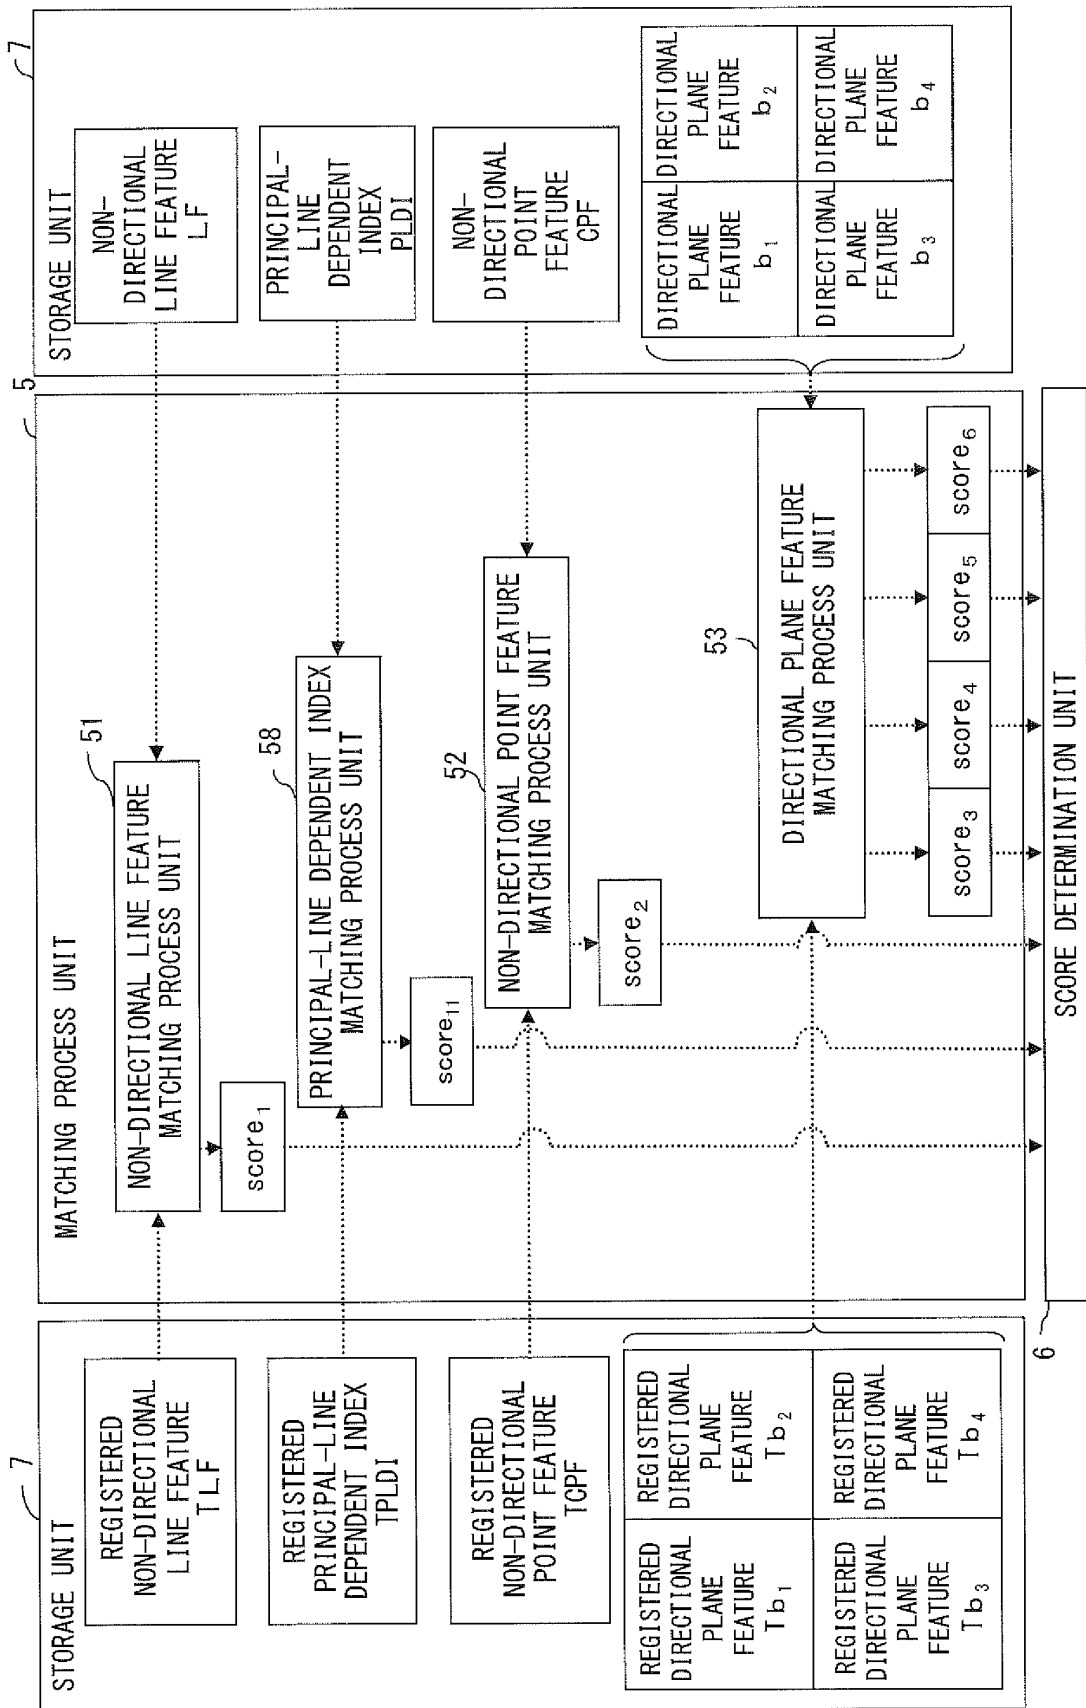 7
STORAGE UNIT
REGISTERED
NON-DIRECTIONAL
LINE FEATURE
TLF
REGISTERED
PRINCIPAL-LINE
DEPENDENT INDEX
TPLDI
REGISTERED
NON-DIRECTIONAL
POINT FEATURE
TCPF
REGISTERED
DIRECTIONAL
PLANE
FEATURE
Tb₁
REGISTERED
DIRECTIONAL
PLANE
FEATURE
Tb₂
REGISTERED
DIRECTIONAL
PLANE
FEATURE
Tb₃
REGISTERED
DIRECTIONAL
PLANE
FEATURE
Tb₄
5
MATCHING PROCESS UNIT
51
NON-DIRECTIONAL LINE FEATURE
MATCHING PROCESS UNIT
score₁
58
PRINCIPAL-LINE DEPENDENT INDEX
MATCHING PROCESS UNIT
score₁₁
52
NON-DIRECTIONAL POINT FEATURE
MATCHING PROCESS UNIT
score₂
53
DIRECTIONAL PLANE FEATURE
MATCHING PROCESS UNIT
score₃
score₄
score₅
score₆
6
SCORE DETERMINATION UNIT
7
STORAGE UNIT
NON-
DIRECTIONAL
LINE FEATURE
LF
PRINCIPAL-
LINE
DEPENDENT
INDEX
PLDI
NON-
DIRECTIONAL
POINT
FEATURE
CPF
DIRECTIONAL
PLANE
FEATURE
b₁
DIRECTIONAL
PLANE
FEATURE
b₂
DIRECTIONAL
PLANE
FEATURE
b₃
DIRECTIONAL
PLANE
FEATURE
b₄